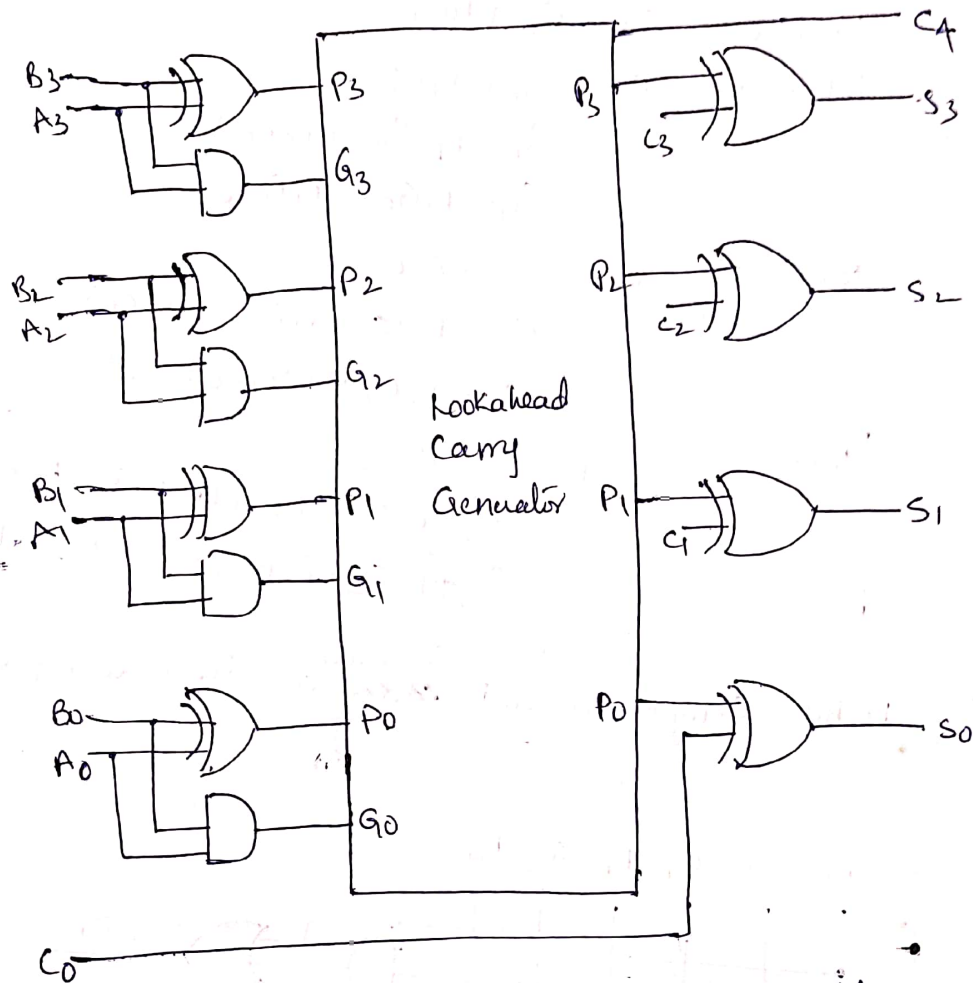 C4
B3
P3
P3
S3
A3
C3
G3
B2
P2
P2
S2
A2
C2
G2
Lookahead
Carry
Generator
B1
P1
P1
S1
A1
C1
G1
B0
P0
P0
S0
A0
G0
C0